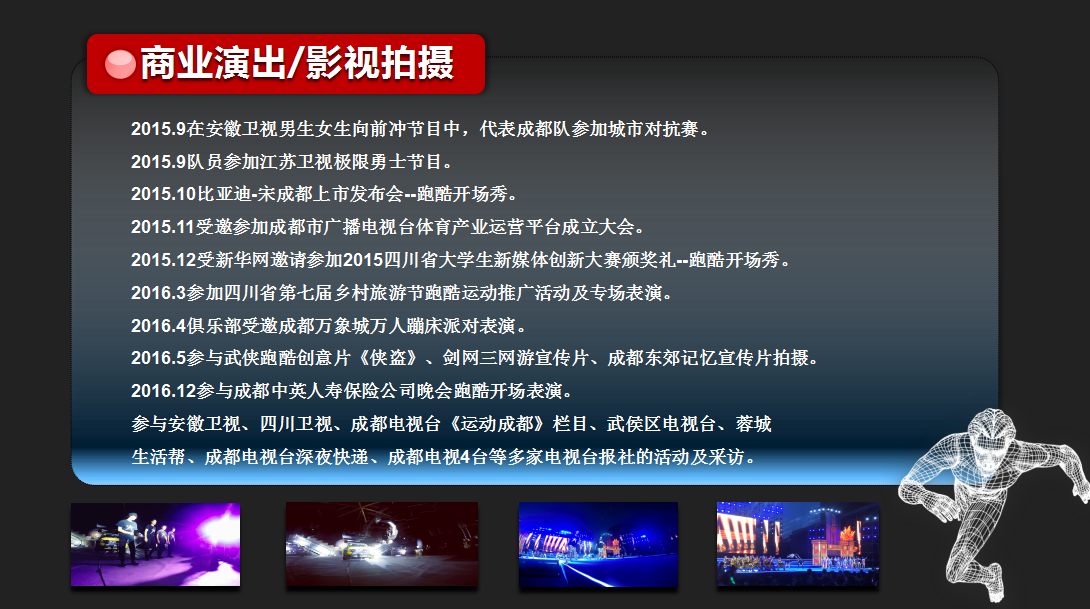 商业演出/影视拍摄
2015.9在安徽卫视男生女生向前冲节目中，代表成都队参加城市对抗赛。
2015.9队员参加江苏卫视极限勇士节目。
2015.10比亚迪-宋成都上市发布会--跑酷开场秀。
2015.11受邀参加成都市广播电视台体育产业运营平台成立大会。
2015.12受新华网邀请参加2015四川省大学生新媒体创新大赛颁奖礼--跑酷开场秀。
2016.3参加四川省第七届乡村旅游节跑酷运动推广活动及专场表演。
2016.4俱乐部受邀成都万象城万人蹦床派对表演。
2016.5参与武侠跑酷创意片《侠盗》、剑网三网游宣传片、成都东郊记忆宣传片拍摄。
2016.12参与成都中英人寿保险公司晚会跑酷开场表演。
参与安徽卫视、四川卫视、成都电视台《运动成都》栏目、武侯区电视台、蓉城
生活帮、成都电视台深夜快递、成都电视4台等多家电视台报社的活动及采访。